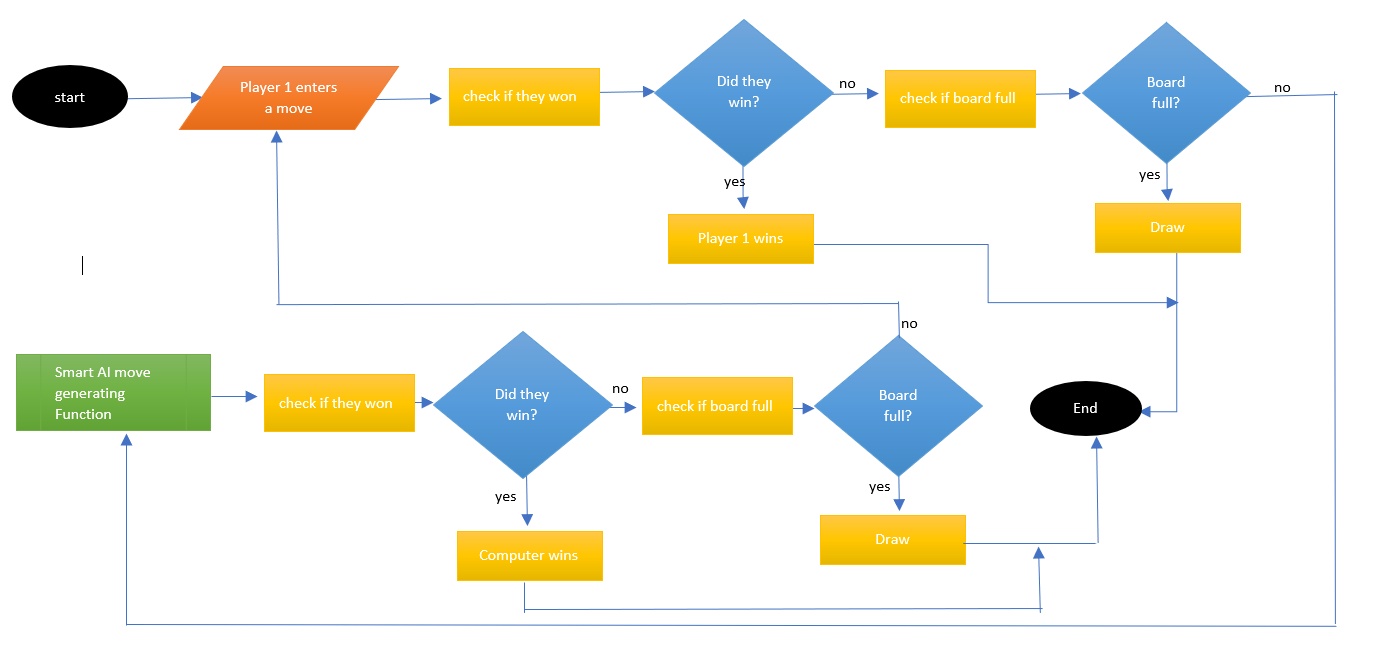 start
Player 1 enters
a move
check if they won
Did they
win?
no
check if board full
Board
full?
no
yes
Player 1 wins
yes
Draw
no
Smart AI move
generating
Function
check if they won
Did they
win?
no
check if board full
Board
full?
End
yes
Computer wins
yes
Draw